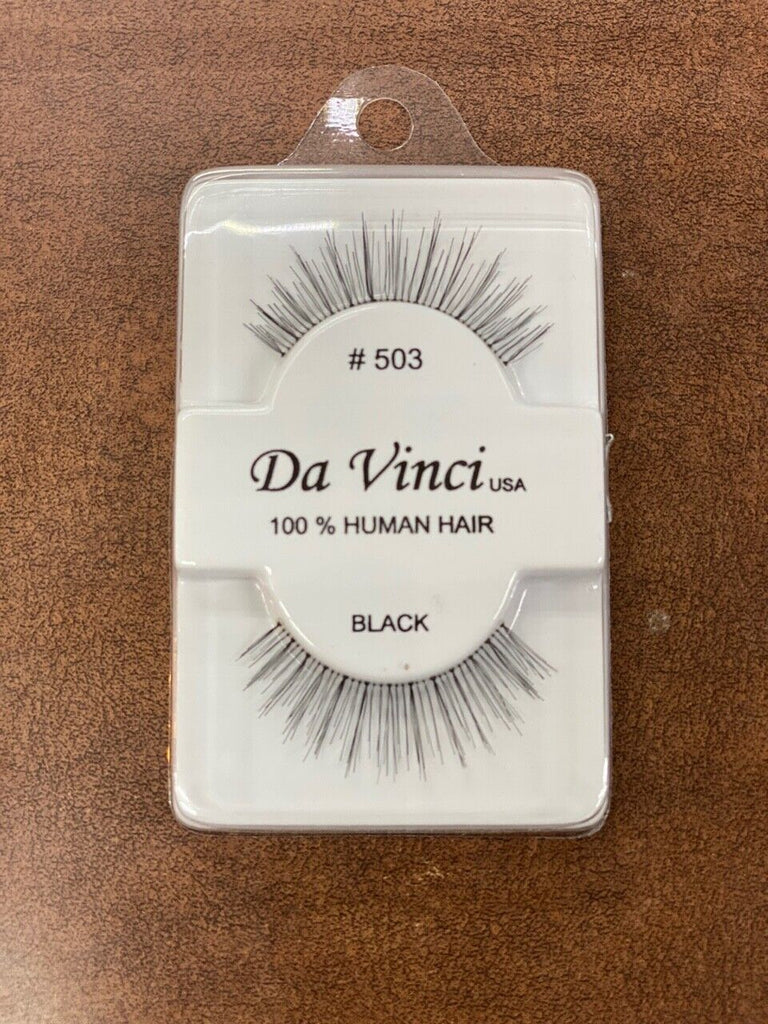 # 503
Da Vinci USA
100 % HUMAN HAIR
BLACK